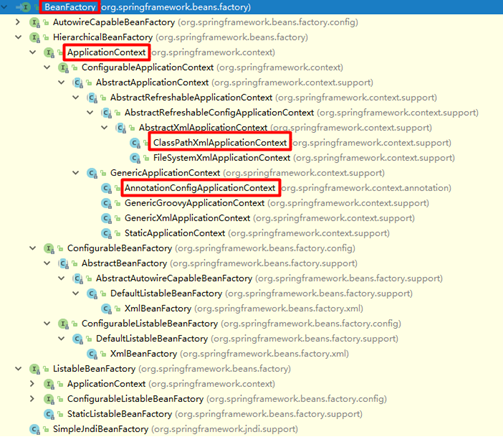 BeanFactory (org.springframework.beans.factory)
AutowireCapableBeanFactory (org.springframework.beans.factory.config)
HierarchicalBeanFactory (org.springframework.beans.factory)
ApplicationContext (org.springframework.context)
ConfigurableApplicationContext (org.springframework.context)
AbstractApplicationContext (org.springframework.context.support)
AbstractRefreshableApplicationContext (org.springframework.context.support)
AbstractRefreshableConfigApplicationContext (org.springframework.context.support)
AbstractXmlApplicationContext (org.springframework.context.support)
ClassPathXmlApplicationContext (org.springframework.context.support)
FileSystemXmlApplicationContext (org.springframework.context.support)
GenericApplicationContext (org.springframework.context.support)
AnnotationConfigApplicationContext (org.springframework.context.annotation)
GenericGroovyApplicationContext (org.springframework.context.support)
GenericXmlApplicationContext (org.springframework.context.support)
StaticApplicationContext (org.springframework.context.support)
ConfigurableBeanFactory (org.springframework.beans.factory.config)
AbstractBeanFactory (org.springframework.beans.factory.support)
AbstractAutowireCapableBeanFactory (org.springframework.beans.factory.support)
DefaultListableBeanFactory (org.springframework.beans.factory.support)
XmlBeanFactory (org.springframework.beans.factory.xml)
ConfigurableListableBeanFactory (org.springframework.beans.factory.config)
DefaultListableBeanFactory (org.springframework.beans.factory.support)
XmlBeanFactory (org.springframework.beans.factory.xml)
ListableBeanFactory (org.springframework.beans.factory)
ApplicationContext (org.springframework.context)
ConfigurableListableBeanFactory (org.springframework.beans.factory.config)
StaticListableBeanFactory (org.springframework.beans.factory.support)
SimpleJndiBeanFactory (org.springframework.jndi.support)